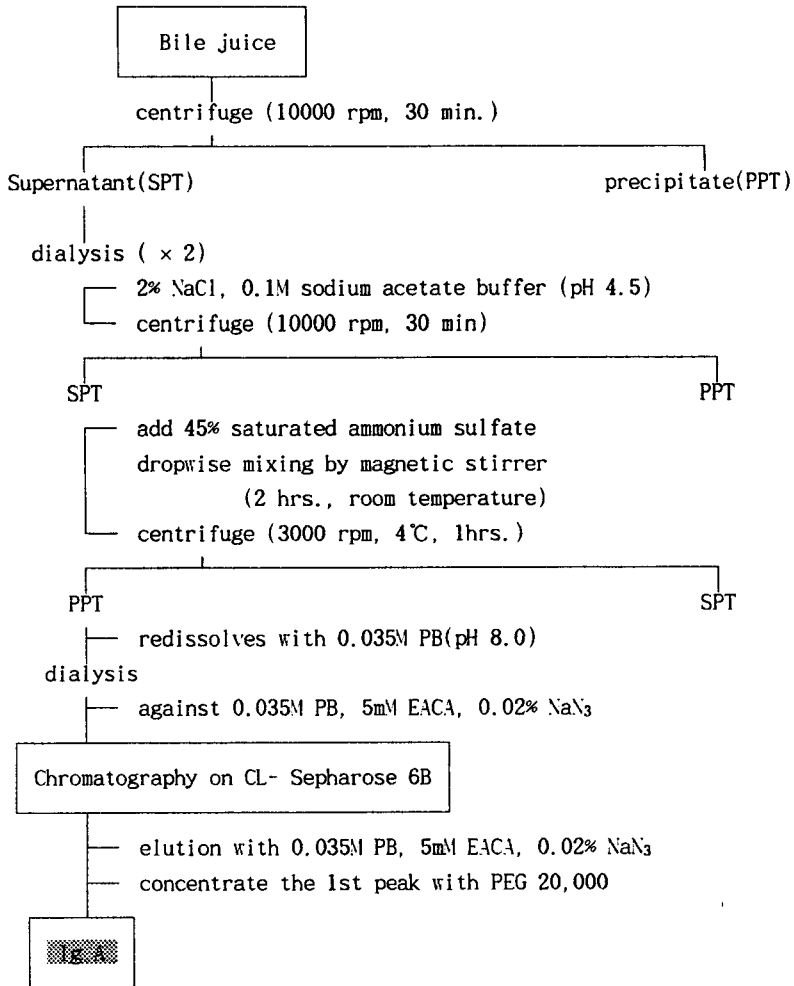 Bile juice
centrifuge (10000 rpm, 30 min.)
Supernatant(SPT) precipitate(PPT)
dialysis ( × 2)
2% NaCl, 0.1M sodium acetate buffer (pH 4.5)
centrifuge (10000 rpm, 30 min)
SPT PPT
add 45% saturated ammonium sulfate
dropwise mixing by magnetic stirrer
(2 hrs., room temperature)
centrifuge (3000 rpm, 4℃, 1hrs.)
PPT SPT
redissolves with 0.035M PB(pH 8.0)
dialysis
against 0.035M PB, 5mM EACA, 0.02% NaN₃
Chromatography on CL- Sepharose 6B
elution with 0.035M PB, 5mM EACA, 0.02% NaN₃
concentrate the 1st peak with PEG 20,000
Ig A